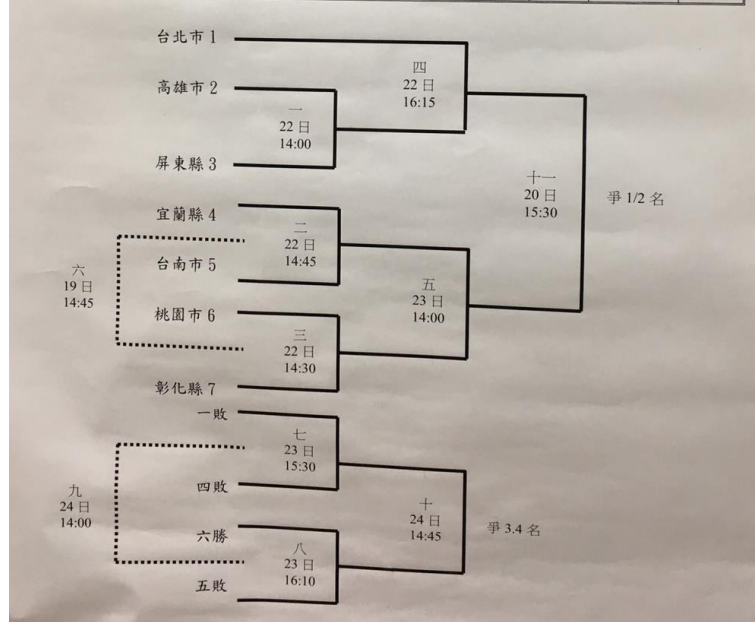 台北市 1
四
22 日
16:15
高雄市 2
一
22 日
14:00
屏東縣 3
十一
20 日
15:30
爭 1/2 名
宜蘭縣 4
二
22 日
14:45
台南市 5
六
19 日
14:45
五
23 日
14:00
桃園市 6
三
22 日
14:30
彰化縣 7
一敗
七
23 日
15:30
四敗
九
24 日
14:00
十
24 日
14:45
爭 3.4 名
六勝
八
23 日
16:10
五敗